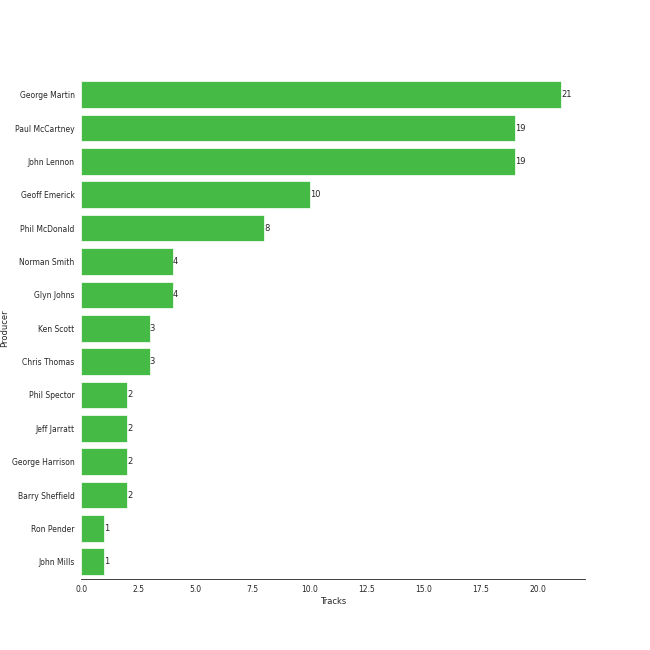 George Martin 21
Paul McCartney 19
John Lennon 19
Geoff Emerick 10
Phil McDonald 8
Norman Smith 4
Glyn Johns 4
Ken Scott 3
Chris Thomas 3
Phil Spector 2
Jeff Jarratt 2
George Harrison 2
Barry Sheffield 2
Ron Pender 1
John Mills 1
Producer
0.0 2.5 5.0 7.5 10.0 12.5 15.0 17.5 20.0
Tracks